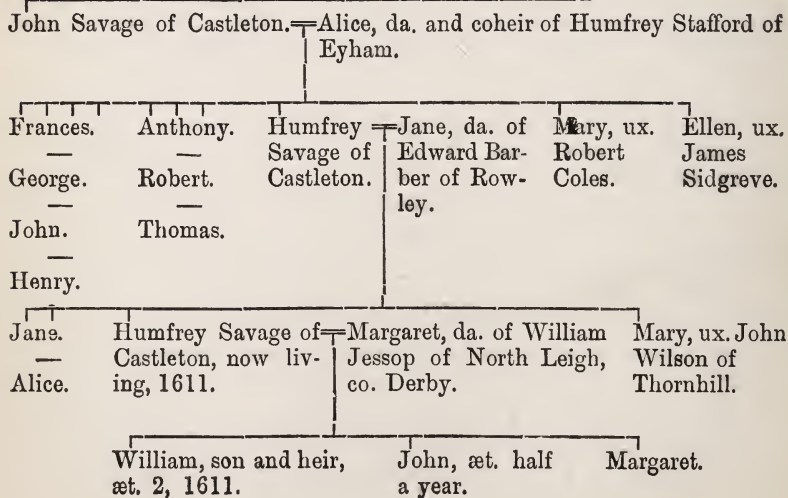 John Savage of Castleton.
Alice, da. and coheir of Humfrey Stafford of
Eyham.
Frances.
—
George.
—
John.
—
Henry.
Anthony.
—
Robert.
—
Thomas.
Humfrey
Savage of
Castleton.
Jane, da. of
Edward Bar-
ber of Row-
ley.
Mary, ux.
Robert
Coles.
Ellen, ux.
James
Sidgreve.
Jane.
—
Alice.
Humfrey Savage of
Castleton, now liv-
ing, 1611.
Margaret, da. of William
Jessop of North Leigh,
co. Derby.
Mary, ux. John
Wilson of
Thornhill.
William, son and heir,
æt. 2, 1611.
John, æt. half
a year.
Margaret.